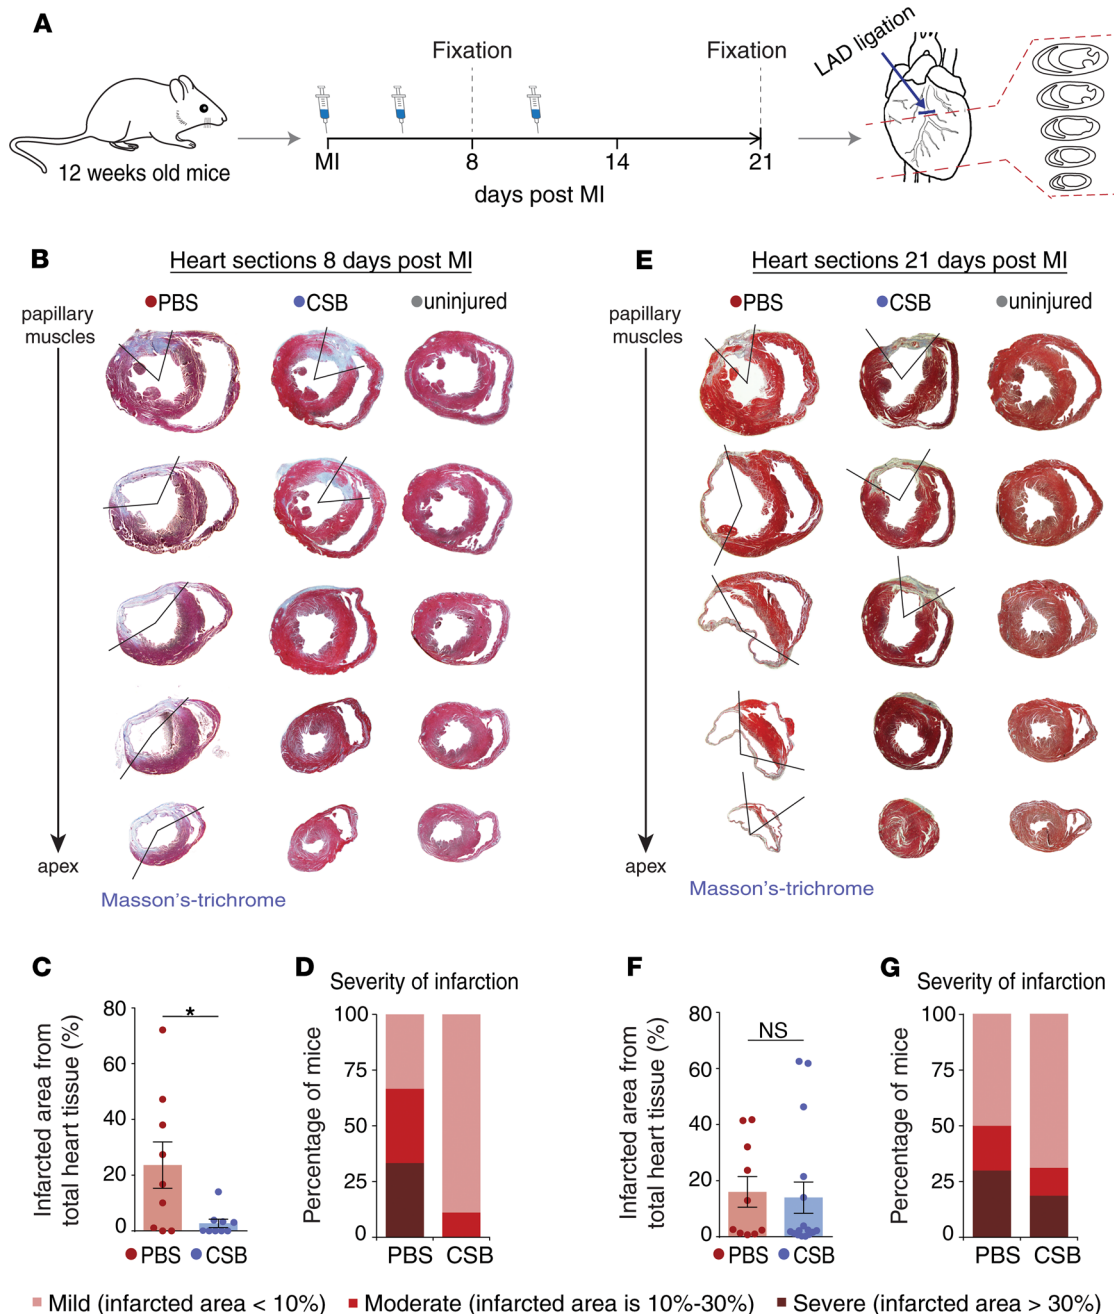 A
Fixation
Fixation
LAD ligation
12 weeks old mice
MI
8
14
21
days post MI
B
Heart sections 8 days post MI
PBS
CSB
uninjured
papillary
muscles
apex
Masson's-trichrome
E
Heart sections 21 days post MI
PBS
CSB
uninjured
papillary
muscles
apex
Masson's-trichrome
C
Infarcted area from
total heart tissue (%)
80
60
40
20
0
*
PBS
CSB
D
Severity of infarction
Percentage of mice
100
75
50
25
0
PBS
CSB
F
Infarcted area from
total heart tissue (%)
80
60
40
20
0
NS
PBS
CSB
G
Severity of infarction
Percentage of mice
100
75
50
25
0
PBS
CSB
Mild (infarcted area < 10%)
Moderate (infarcted area is 10%-30%)
Severe (infarcted area > 30%)